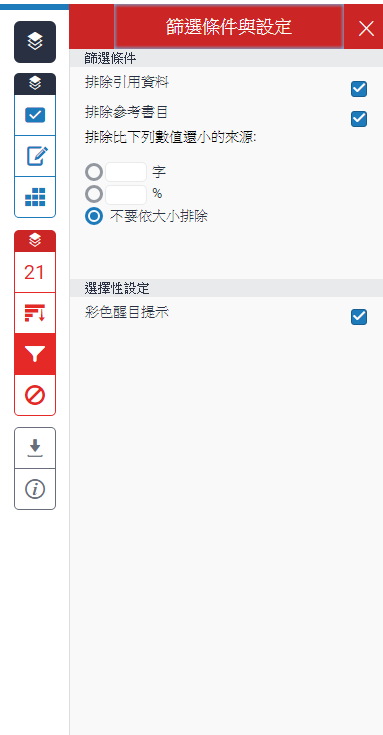 篩選條件與設定
篩選條件
排除引用資料
排除參考書目
排除比下列數值還小的來源:
字
%
不要依大小排除
選擇性設定
彩色醒目提示
21